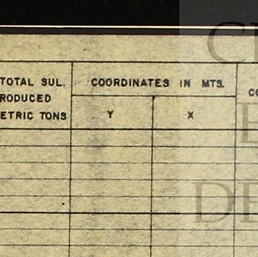 TOTAL SUL.
RODUCED
ETRIC TONS
COORDINATES IN MTS.
Y X
CO